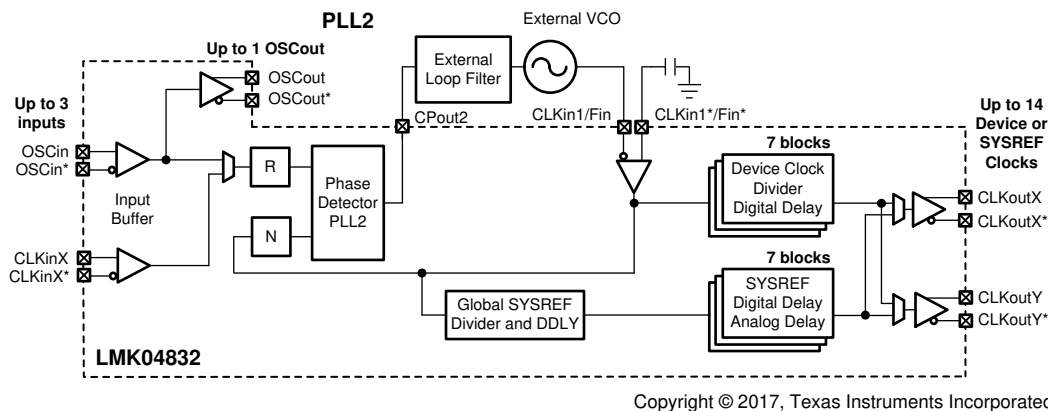 PLL2
External VCO
Up to 1 OSCout
OSCout
OSCout*
External
Loop Filter
Up to 3
inputs
CPout2
CLKin1/Fin
CLKin1*/Fin*
Up to 14
Device or
SYSREF
Clocks
OSCin
OSCin*
Input
Buffer
R
N
Phase
Detector
PLL2
7 blocks
Device Clock
Divider
Digital Delay
CLKoutX
CLKoutX*
CLKinX
CLKinX*
7 blocks
Global SYSREF
Divider and DDLY
SYSREF
Digital Delay
Analog Delay
CLKoutY
CLKoutY*
LMK04832
Copyright © 2017, Texas Instruments Incorporated